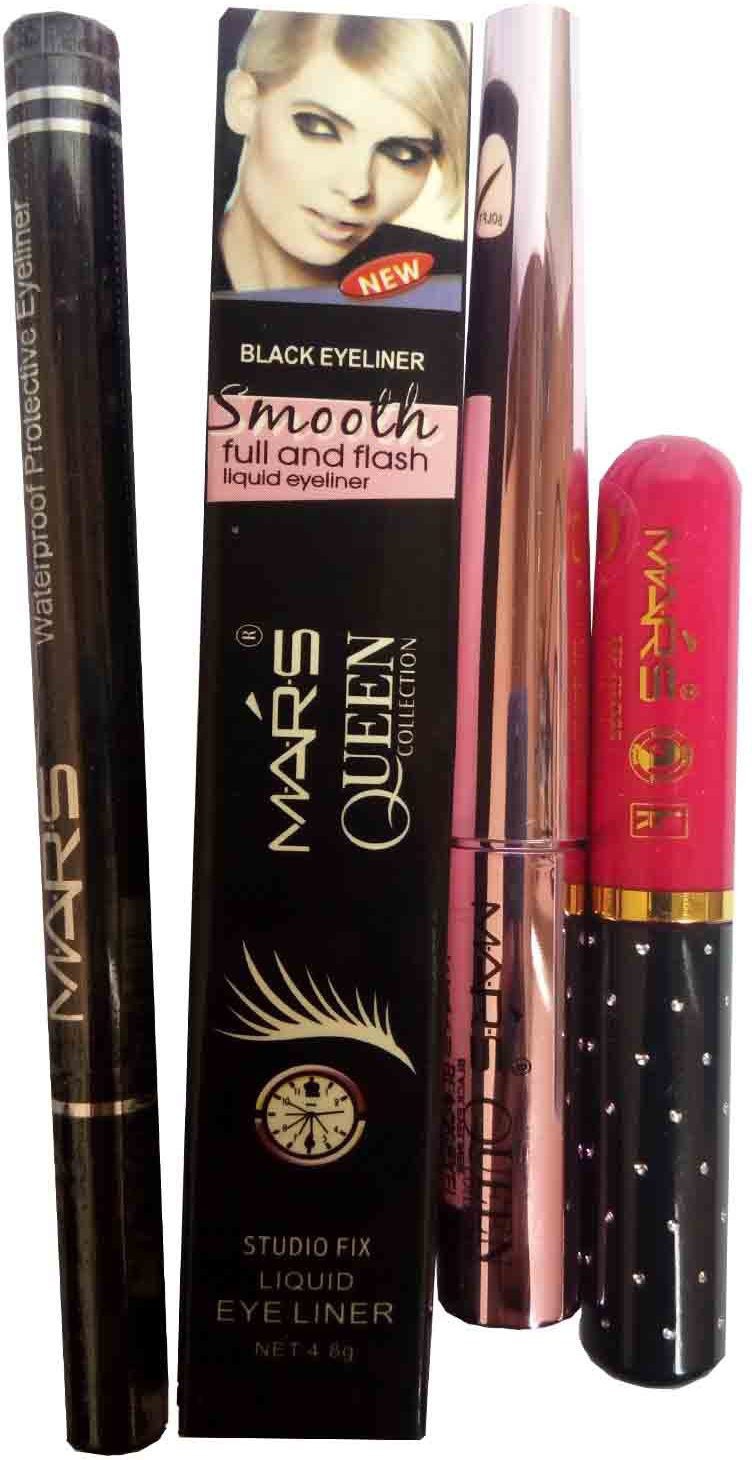 Waterproof Protective Eyeliner
MARS
NEW
BLACK EYELINER
Smooth
full and flash
liquid eyeliner
MARS®
QUEEN
COLLECTION
STUDIO FIX
LIQUID
EYE LINER
NET 4.8g
MARS®
QUEEN
MARS®